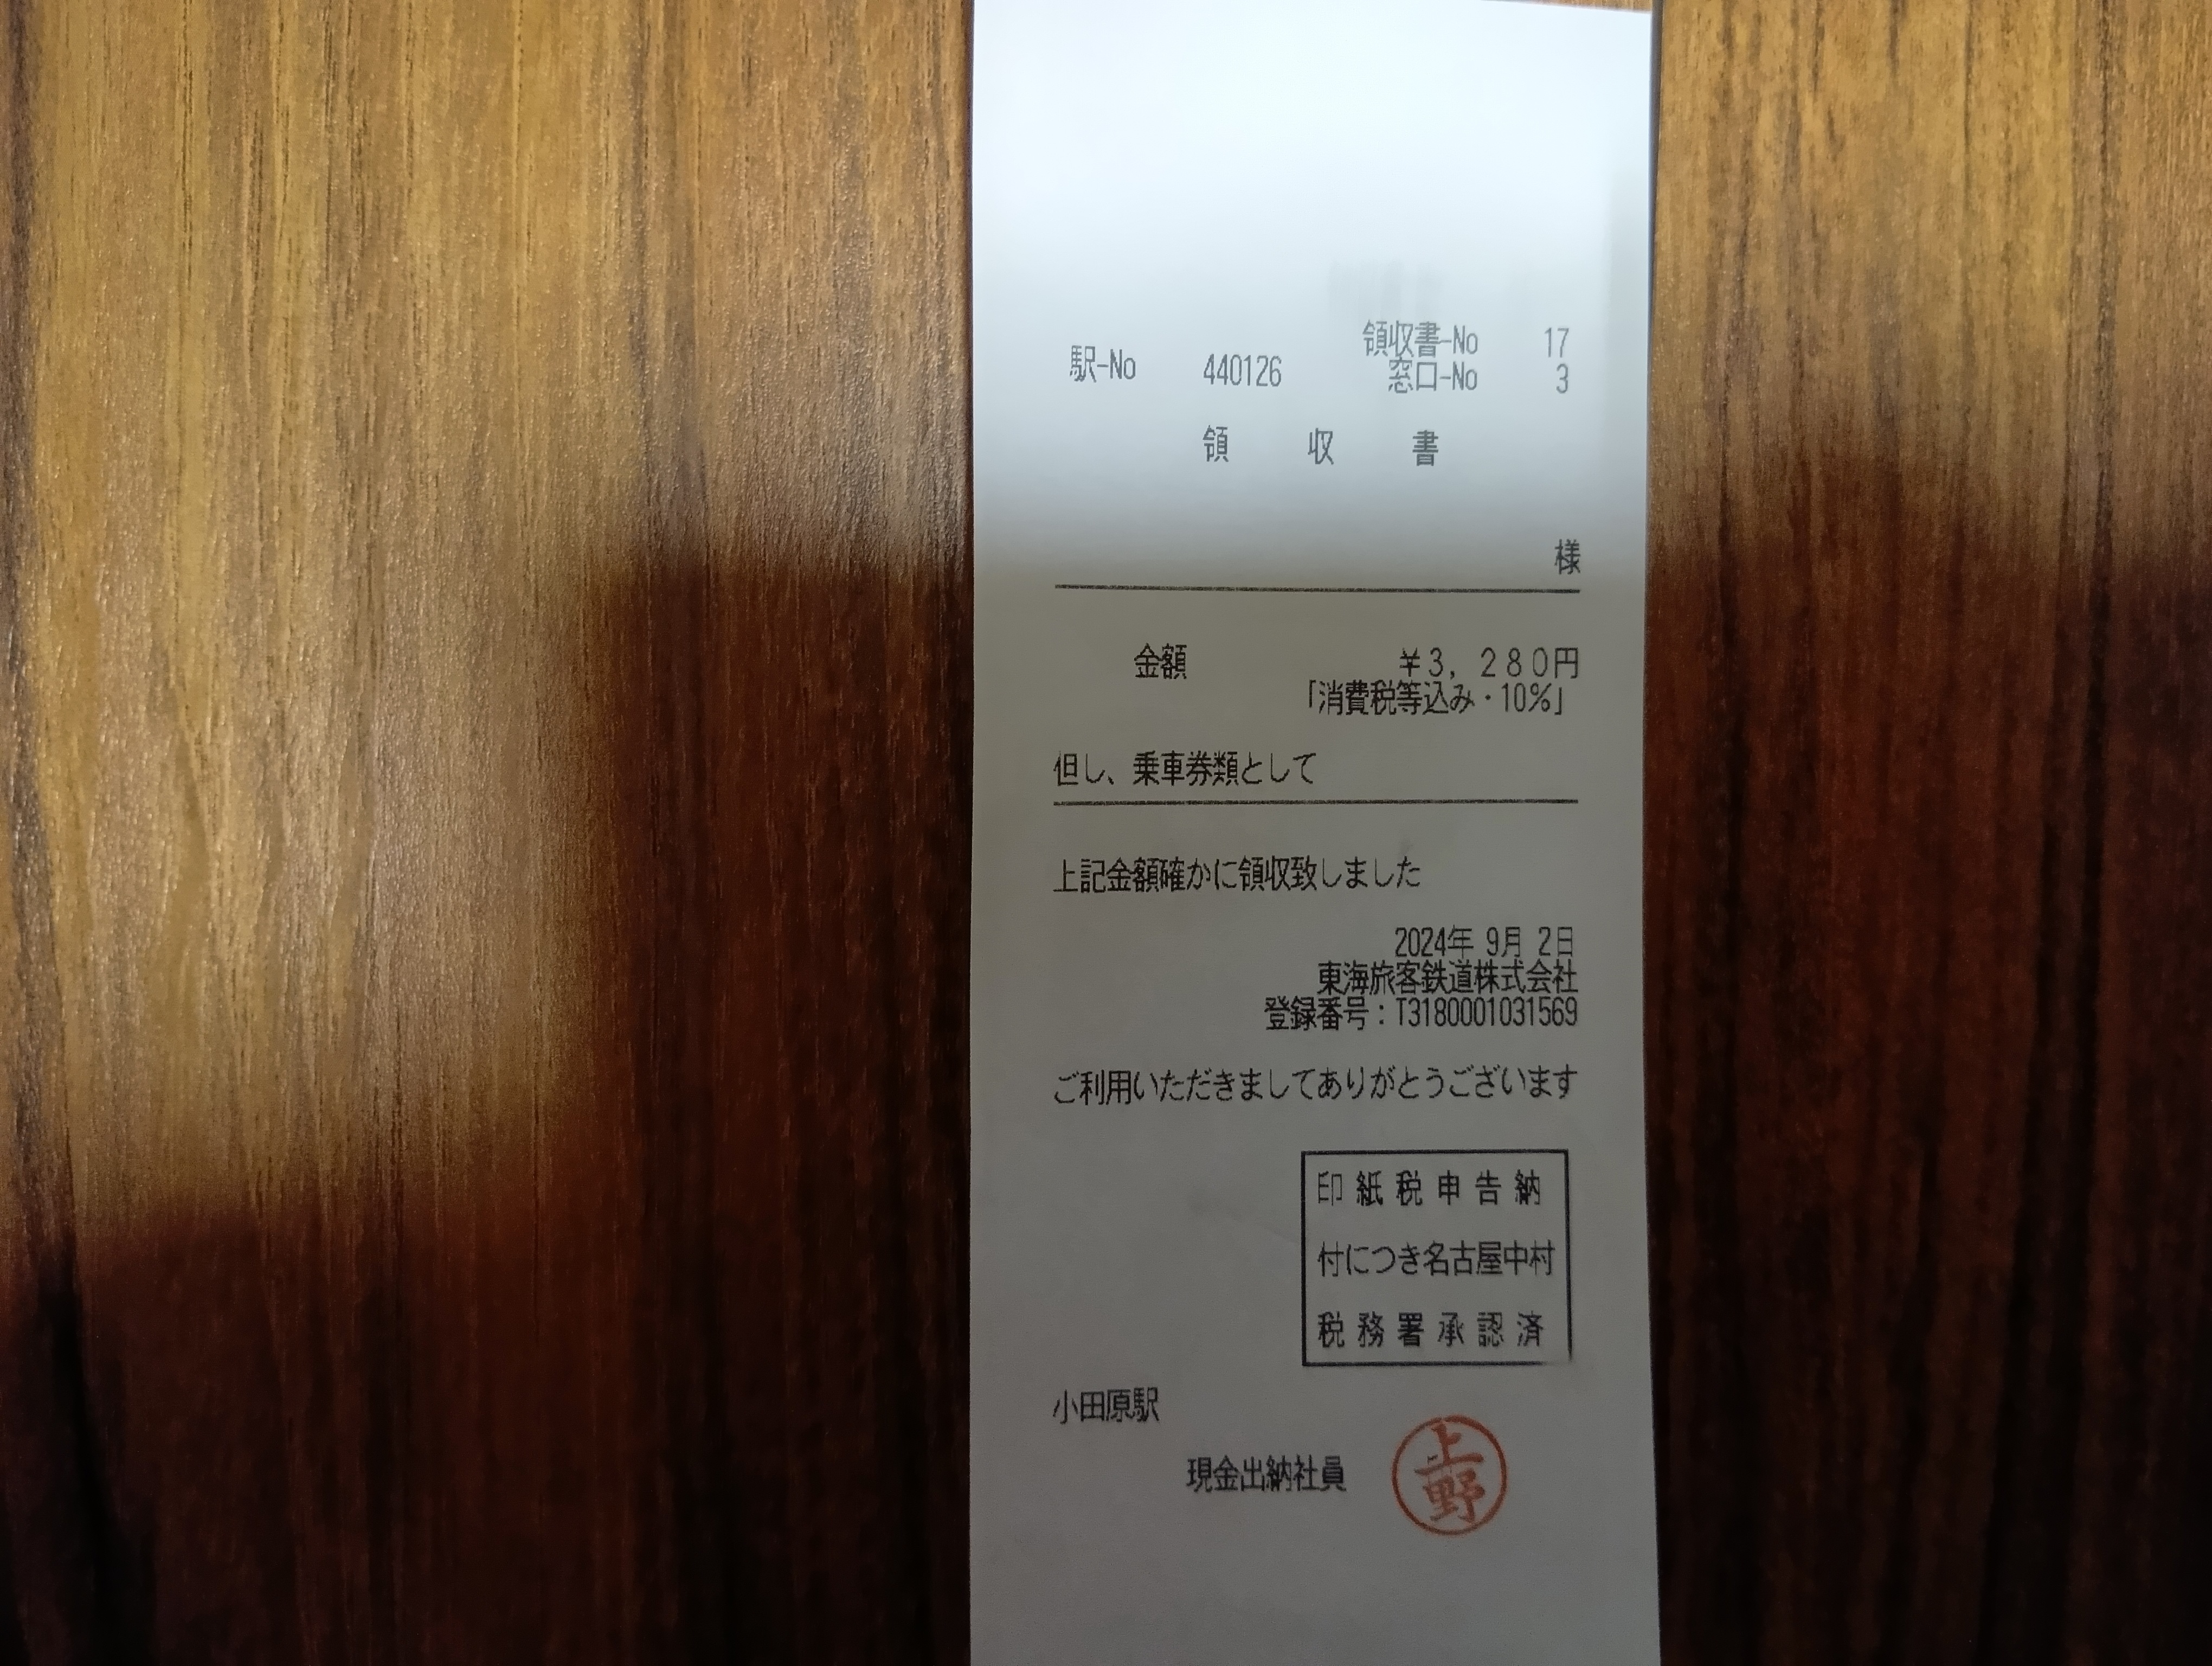 領収書-No 17
駅-No 440126 窓口-No 3
領 収 書
様
金額 ¥3,280円
「消費税等込み・10%」
但し、乗車券類として
上記金額確かに領収致しました
2024年 9月 2日
東海旅客鉄道株式会社
登録番号：T3180001031569
ご利用いただきましてありがとうございます
印紙税申告納
付につき名古屋中村
税務署承認済
小田原駅
現金出納社員 上野